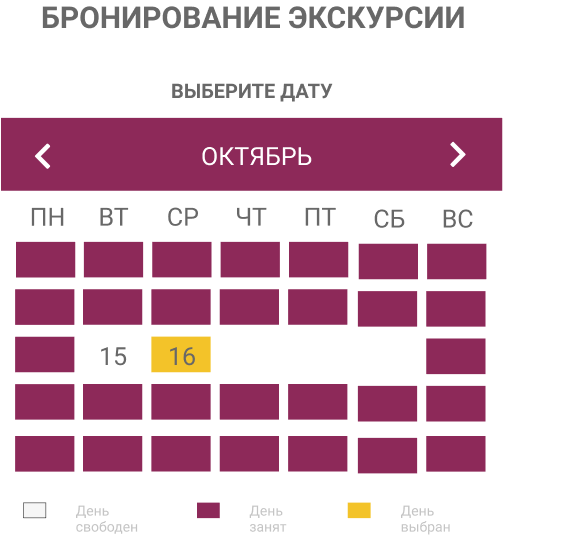 БРОНИРОВАНИЕ ЭКСКУРСИИ
ВЫБЕРИТЕ ДАТУ
ОКТЯБРЬ
ПН ВТ СР ЧТ ПТ СБ ВС
15 16
День свободен
День занят
День выбран